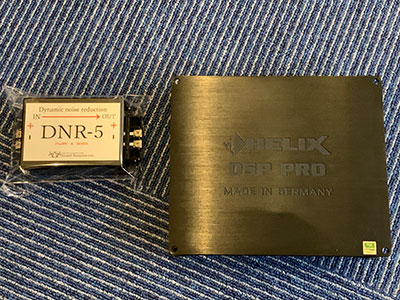 Dynamic noise reduction
IN OUT
+ +
DNR-5
- -
HELIX
DSP PRO
MADE IN GERMANY